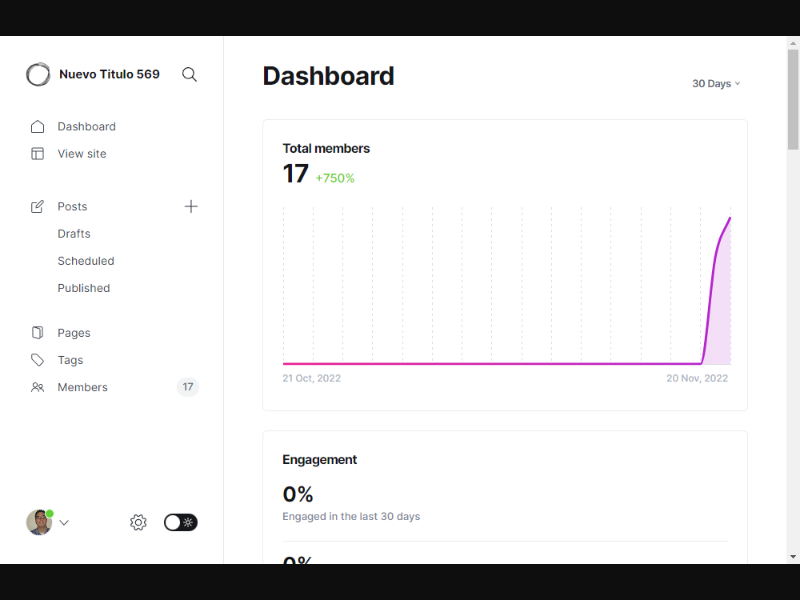 Nuevo Titulo 569
Dashboard
View site
Posts
Drafts
Scheduled
Published
Pages
Tags
Members 17
Dashboard
30 Days
Total members
17 +750%
21 Oct, 2022 20 Nov, 2022
Engagement
0%
Engaged in the last 30 days
0%